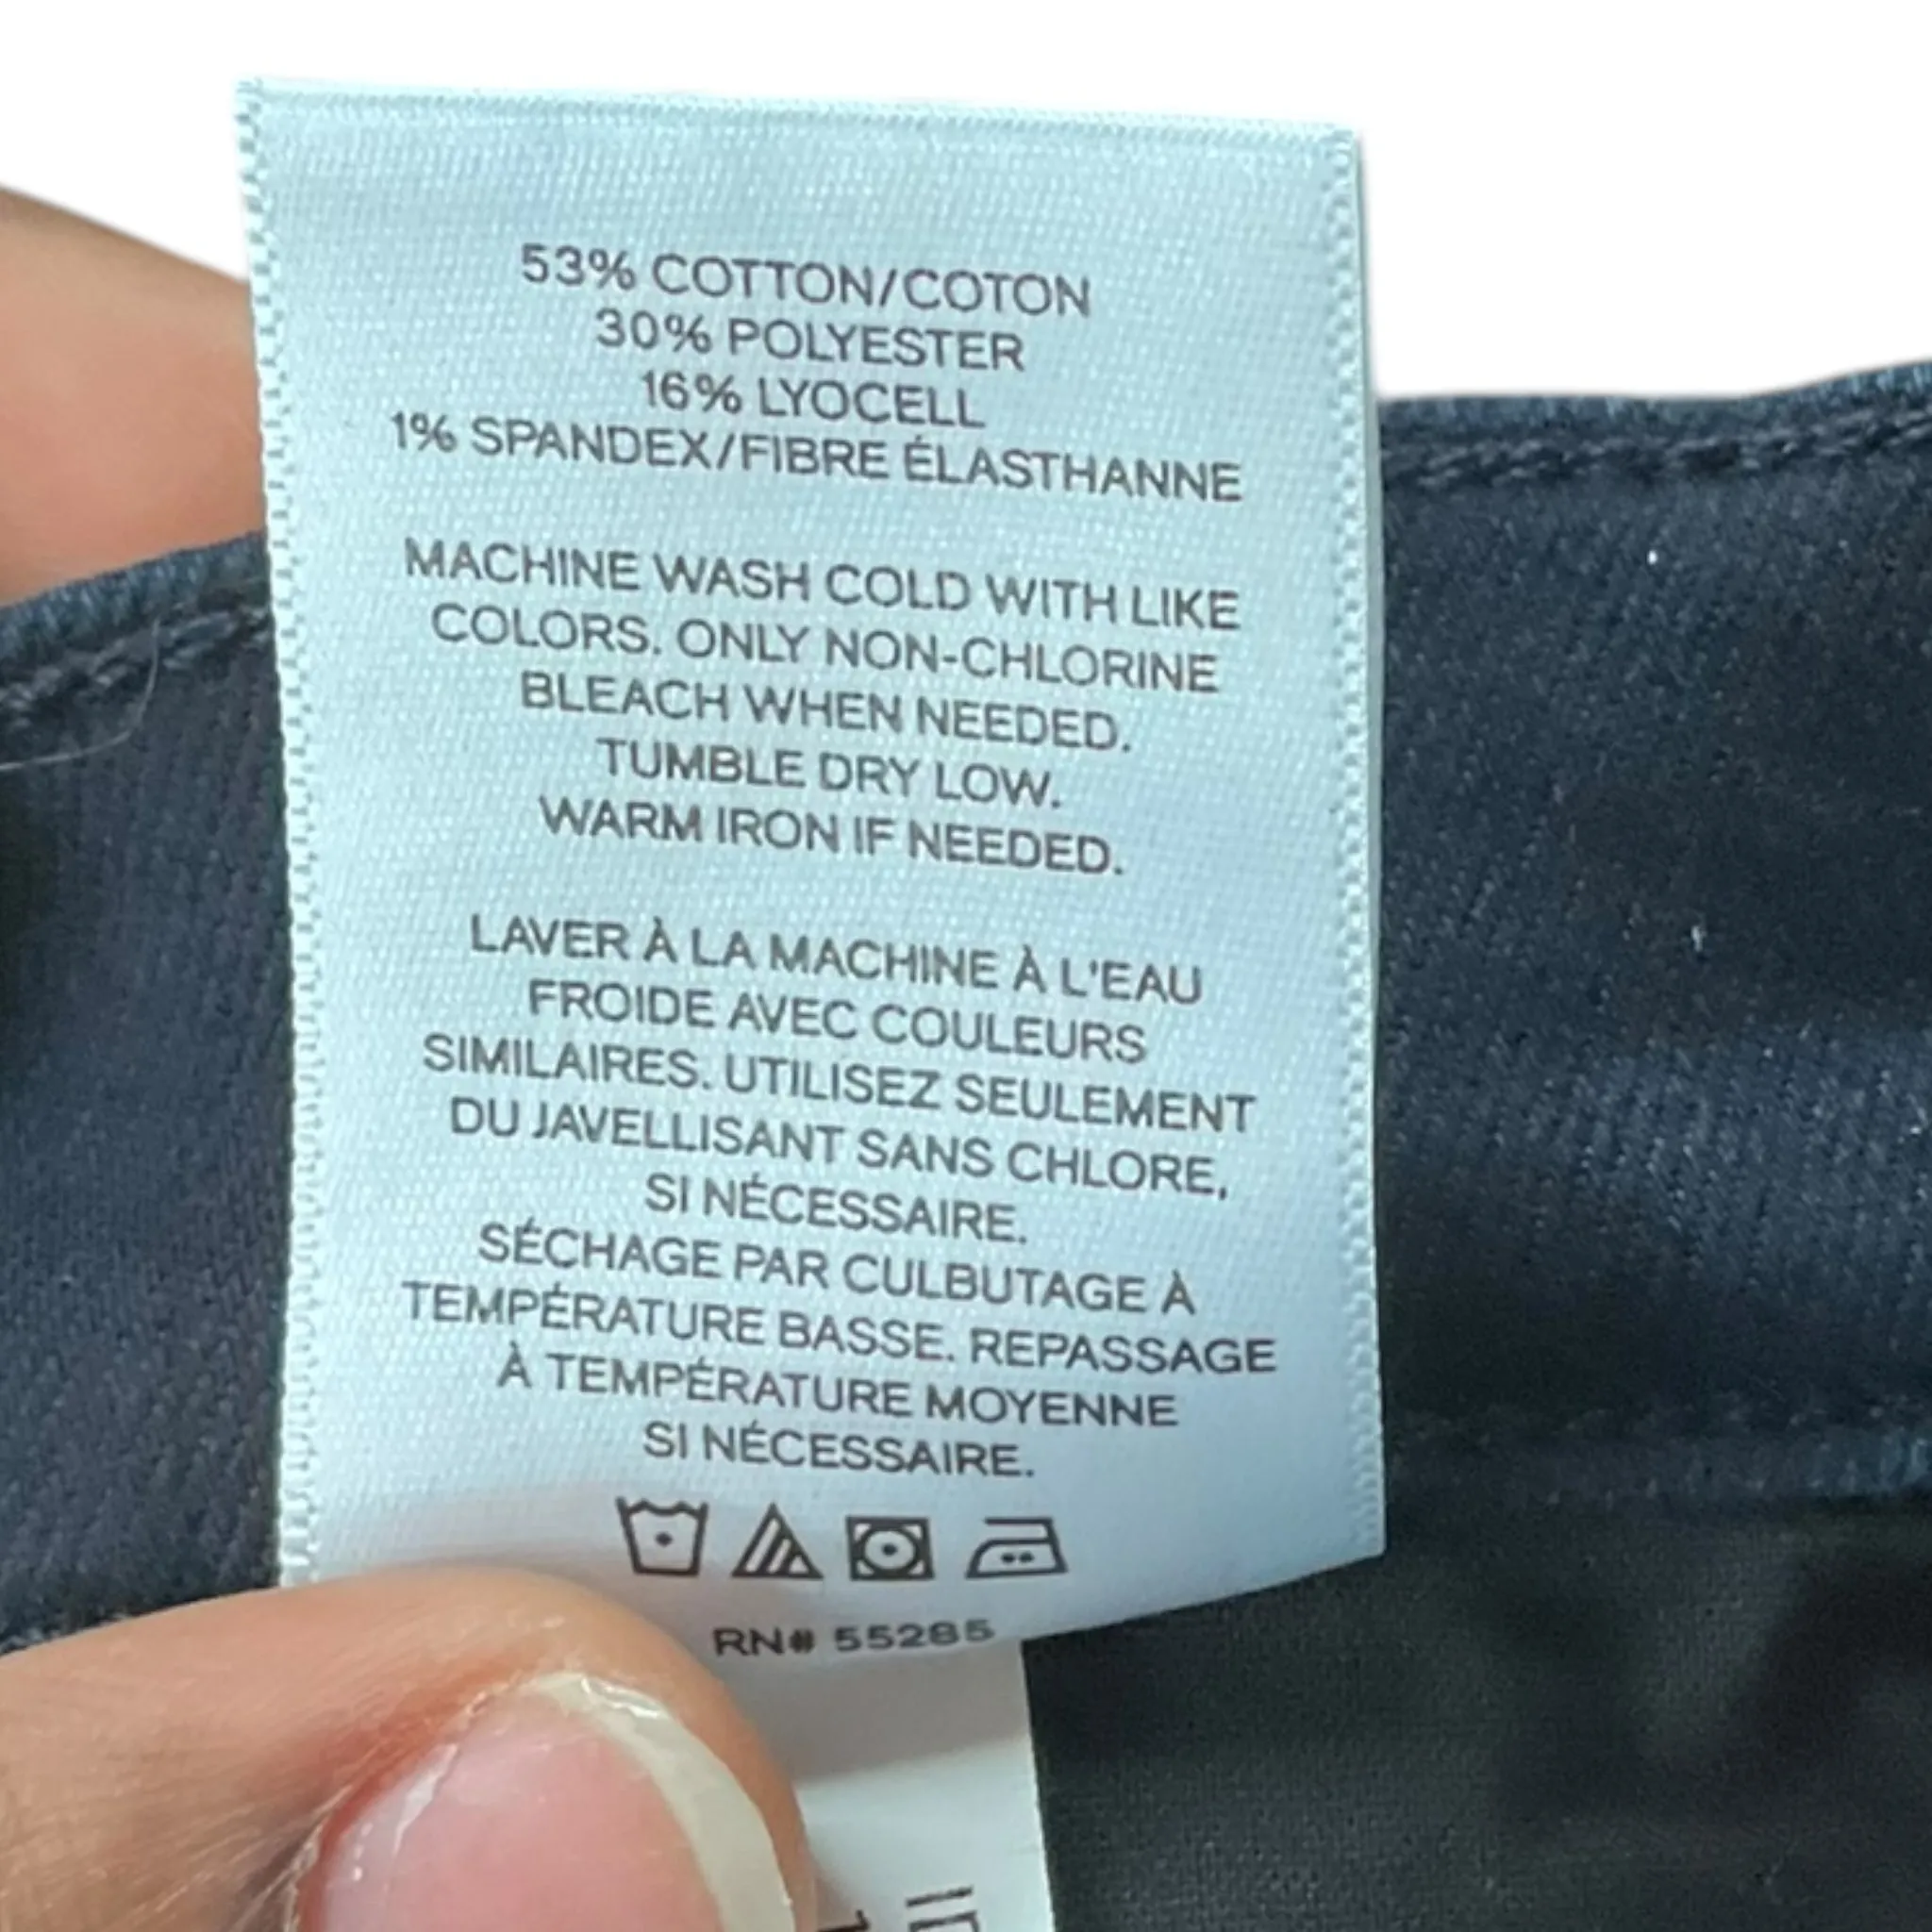 53% COTTON/COTON
30% POLYESTER
16% LYOCELL
1% SPANDEX/FIBRE ÉLASTHANNE
MACHINE WASH COLD WITH LIKE
COLORS. ONLY NON-CHLORINE
BLEACH WHEN NEEDED.
TUMBLE DRY LOW.
WARM IRON IF NEEDED.
LAVER À LA MACHINE À L'EAU
FROIDE AVEC COULEURS
SIMILAIRES. UTILISEZ SEULEMENT
DU JAVELLISANT SANS CHLORE,
SI NÉCESSAIRE.
SÉCHAGE PAR CULBUTAGE À
TEMPÉRATURE BASSE. REPASSAGE
À TEMPÉRATURE MOYENNE
SI NÉCESSAIRE.
RN# 55285